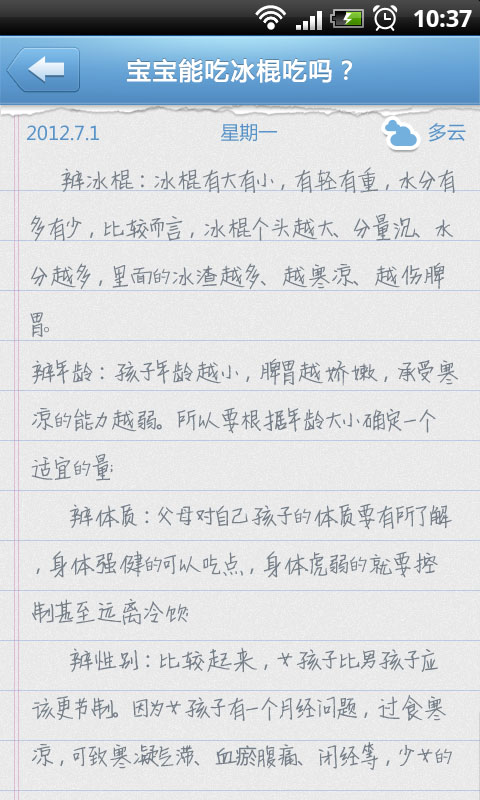 10:37
宝宝能吃冰棍吃吗？
2012.7.1 星期一 多云
辨冰棍：冰棍有大有小，有轻有重，水分有
多有少，比较而言，冰棍个头越大、分量沉、水
分越多，里面的冰渣越多、越寒凉、越伤脾
胃。
辨年龄：孩子年龄越小，脾胃越娇嫩，承受寒
凉的能力越弱。所以要根据年龄大小确定一个
适宜的量;
辨体质：父母对自己孩子的体质要有所了解
，身体强健的可以吃点，身体虚弱的就要控
制甚至远离冷饮
辨性别：比较起来，女孩子比男孩子应
该更节制。因为女孩子有一个月经问题，过食寒
凉，可致寒凝气滞、血瘀腹痛、闭经等，少女的